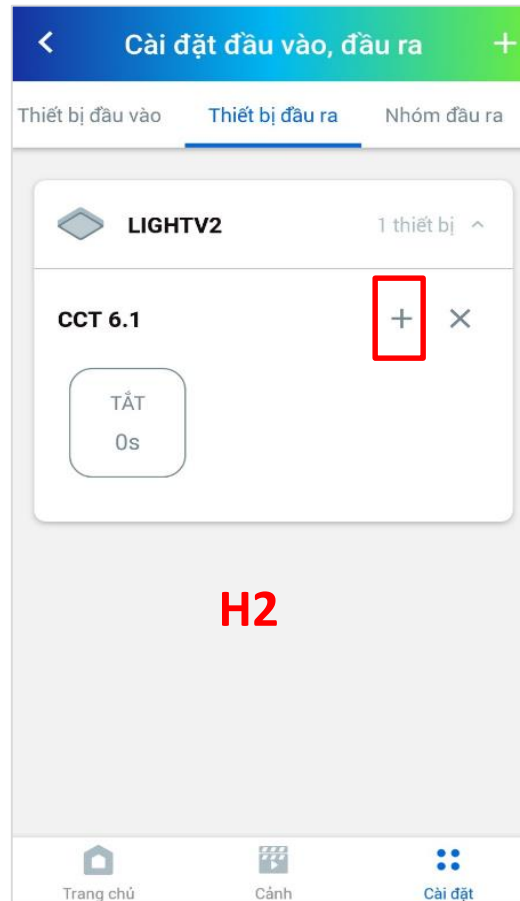 Cài đặt đầu vào, đầu ra
Thiết bị đầu vào Thiết bị đầu ra Nhóm đầu ra
LIGHTV2 1 thiết bị
CCT 6.1
TẮT
0s
H2
Trang chủ Cảnh Cài đặt